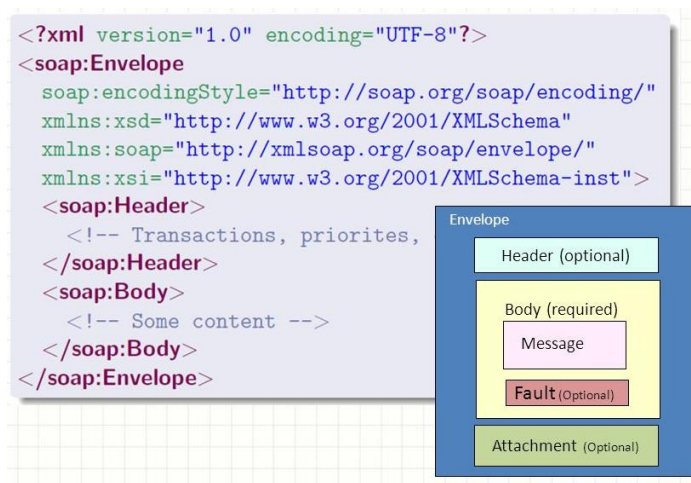 <?xml version="1.0" encoding="UTF-8"?>
<soap:Envelope
soap:encodingStyle="http://soap.org/soap/encoding/"
xmlns:xsd="http://www.w3.org/2001/XMLSchema"
xmlns:soap="http://xmlsoap.org/soap/envelope/"
xmlns:xsi="http://www.w3.org/2001/XMLSchema-inst">
<soap:Header>
<!-- Transactions, priorites,
</soap:Header>
<soap:Body>
<!-- Some content -->
</soap:Body>
</soap:Envelope>
Envelope
Header (optional)
Body (required)
Message
Fault (Optional)
Attachment (Optional)